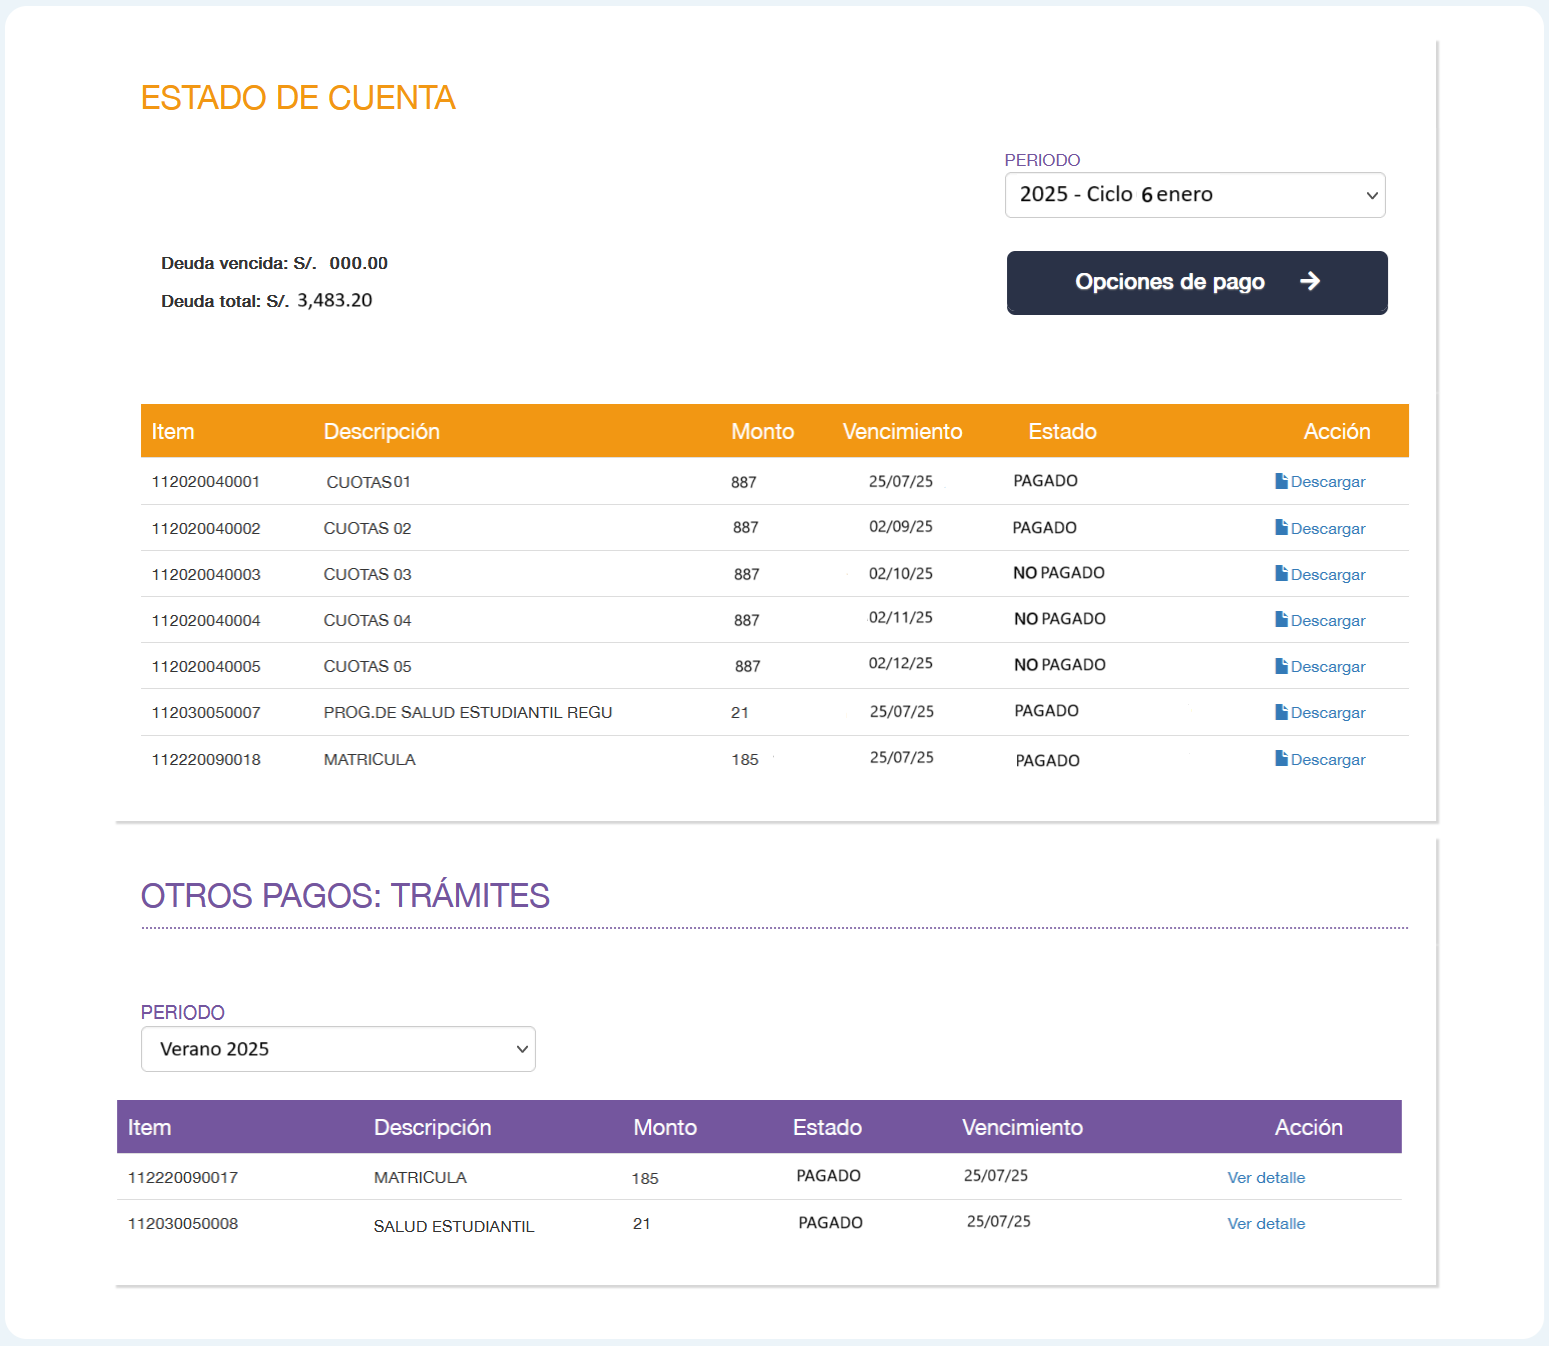 ESTADO DE CUENTA
PERIODO
2025 - Ciclo 6 enero
Deuda vencida: S/. 000.00
Opciones de pago
Deuda total: S/. 3,483.20
Item Descripción Monto Vencimiento Estado Acción
112020040001 CUOTAS 01 887 25/07/25 PAGADO Descargar
112020040002 CUOTAS 02 887 02/09/25 PAGADO Descargar
112020040003 CUOTAS 03 887 02/10/25 NO PAGADO Descargar
112020040004 CUOTAS 04 887 02/11/25 NO PAGADO Descargar
112020040005 CUOTAS 05 887 02/12/25 NO PAGADO Descargar
112030050007 PROG.DE SALUD ESTUDIANTIL REGU 21 25/07/25 PAGADO Descargar
112220090018 MATRICULA 185 25/07/25 PAGADO Descargar
OTROS PAGOS: TRÁMITES
PERIODO
Verano 2025
Item Descripción Monto Estado Vencimiento Acción
112220090017 MATRICULA 185 PAGADO 25/07/25 Ver detalle
112030050008 SALUD ESTUDIANTIL 21 PAGADO 25/07/25 Ver detalle